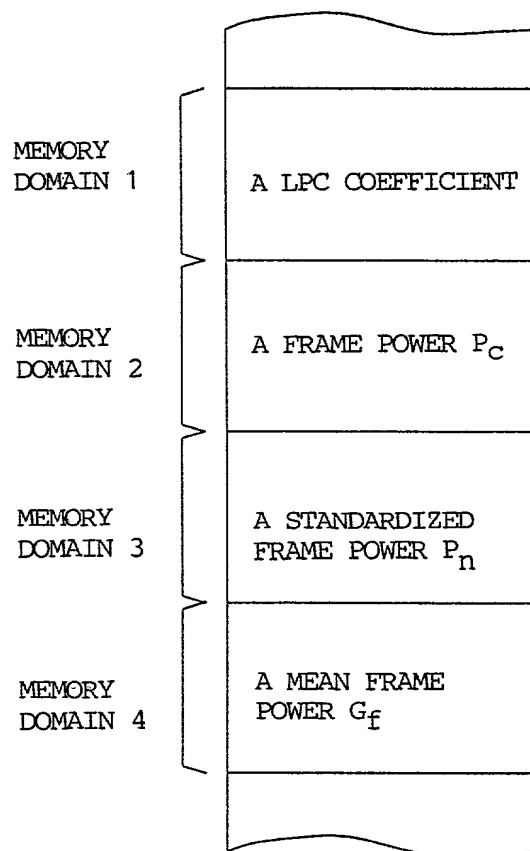 MEMORY
DOMAIN 1
A LPC COEFFICIENT
MEMORY
DOMAIN 2
A FRAME POWER Pc
MEMORY
DOMAIN 3
A STANDARDIZED
FRAME POWER Pn
MEMORY
DOMAIN 4
A MEAN FRAME
POWER Gf